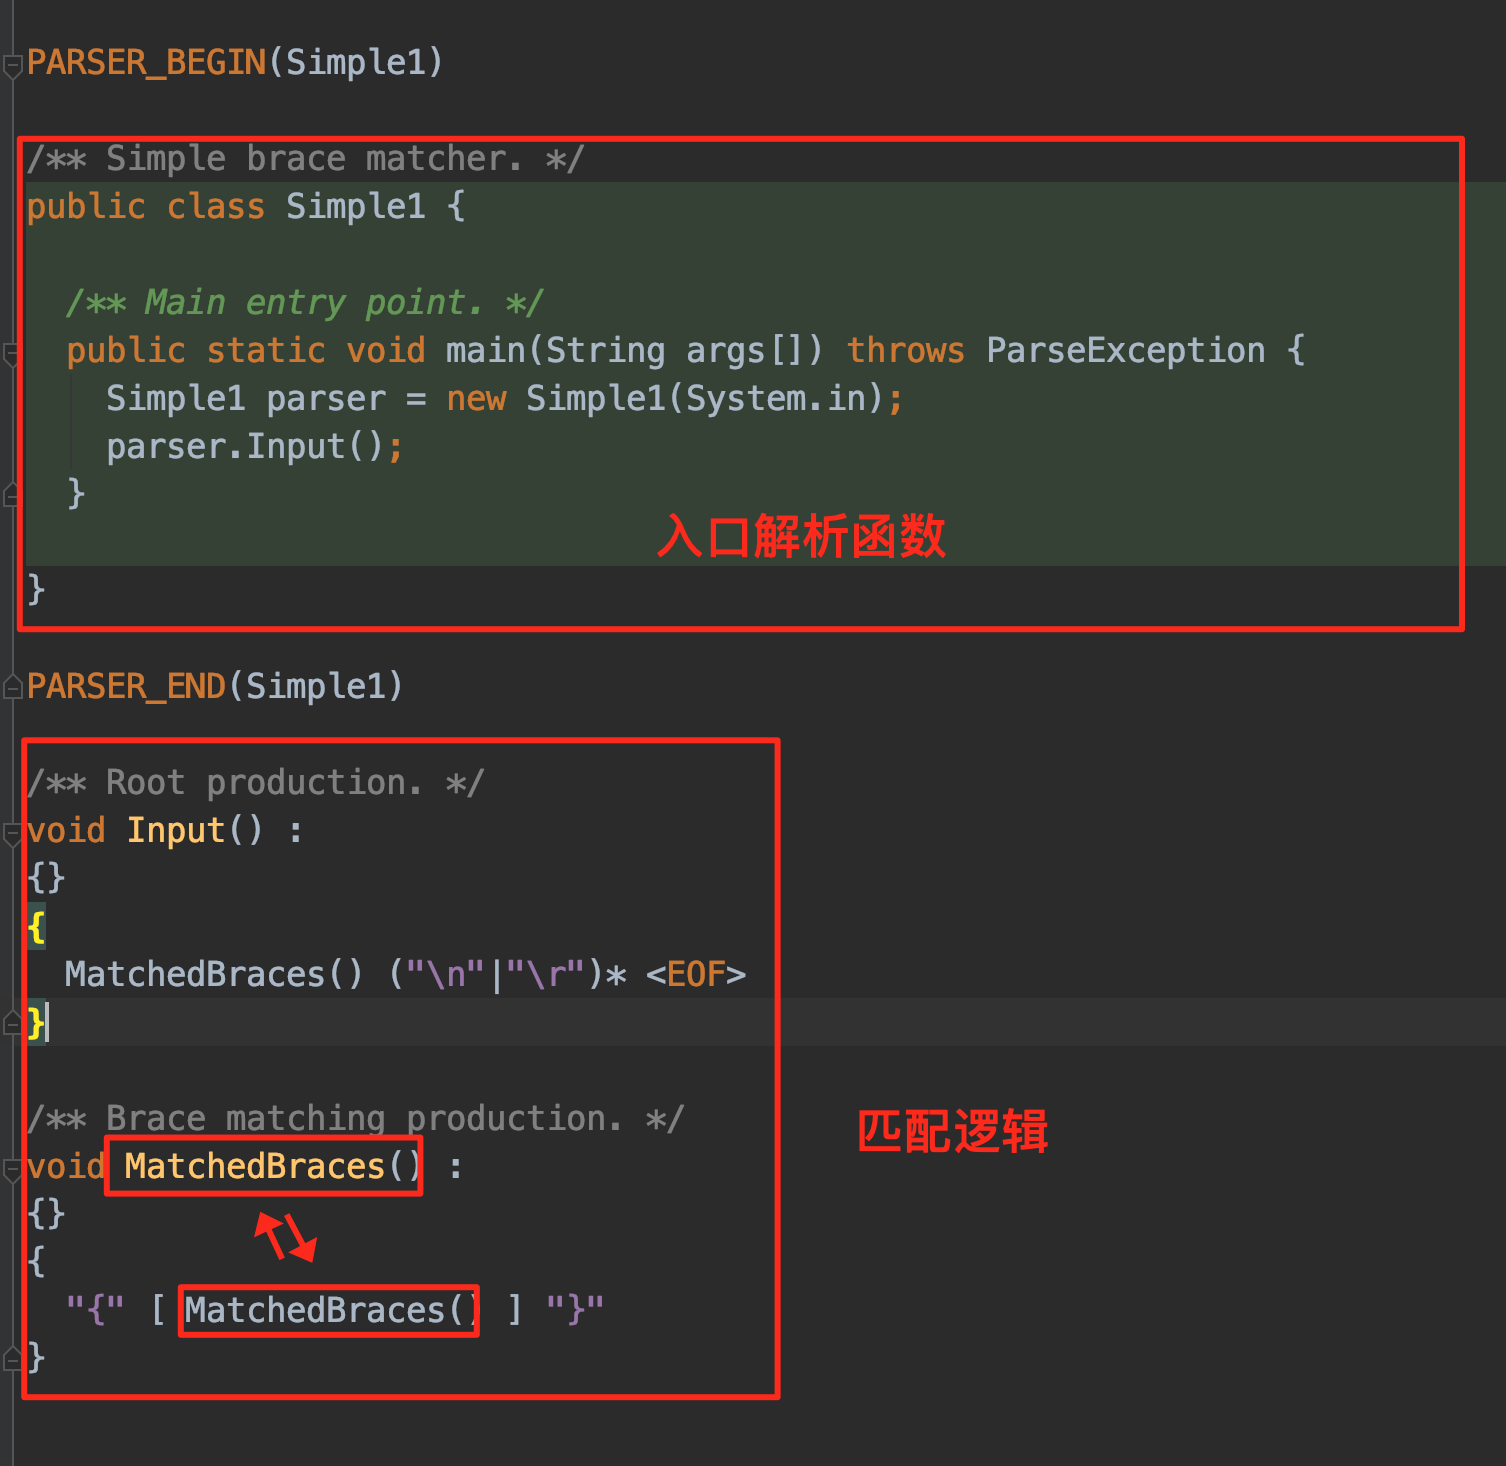 PARSER_BEGIN(Simple1)
/** Simple brace matcher. */
public class Simple1 {
/** Main entry point. */
public static void main(String args[]) throws ParseException {
Simple1 parser = new Simple1(System.in);
parser.Input();
}
入口解析函数
}
PARSER_END(Simple1)
/** Root production. */
void Input() :
{}
{
MatchedBraces() ("\n"|"\r")* <EOF>
}
/** Brace matching production. */
匹配逻辑
void MatchedBraces() :
{}
{
"{" [ MatchedBraces() ] "}"
}